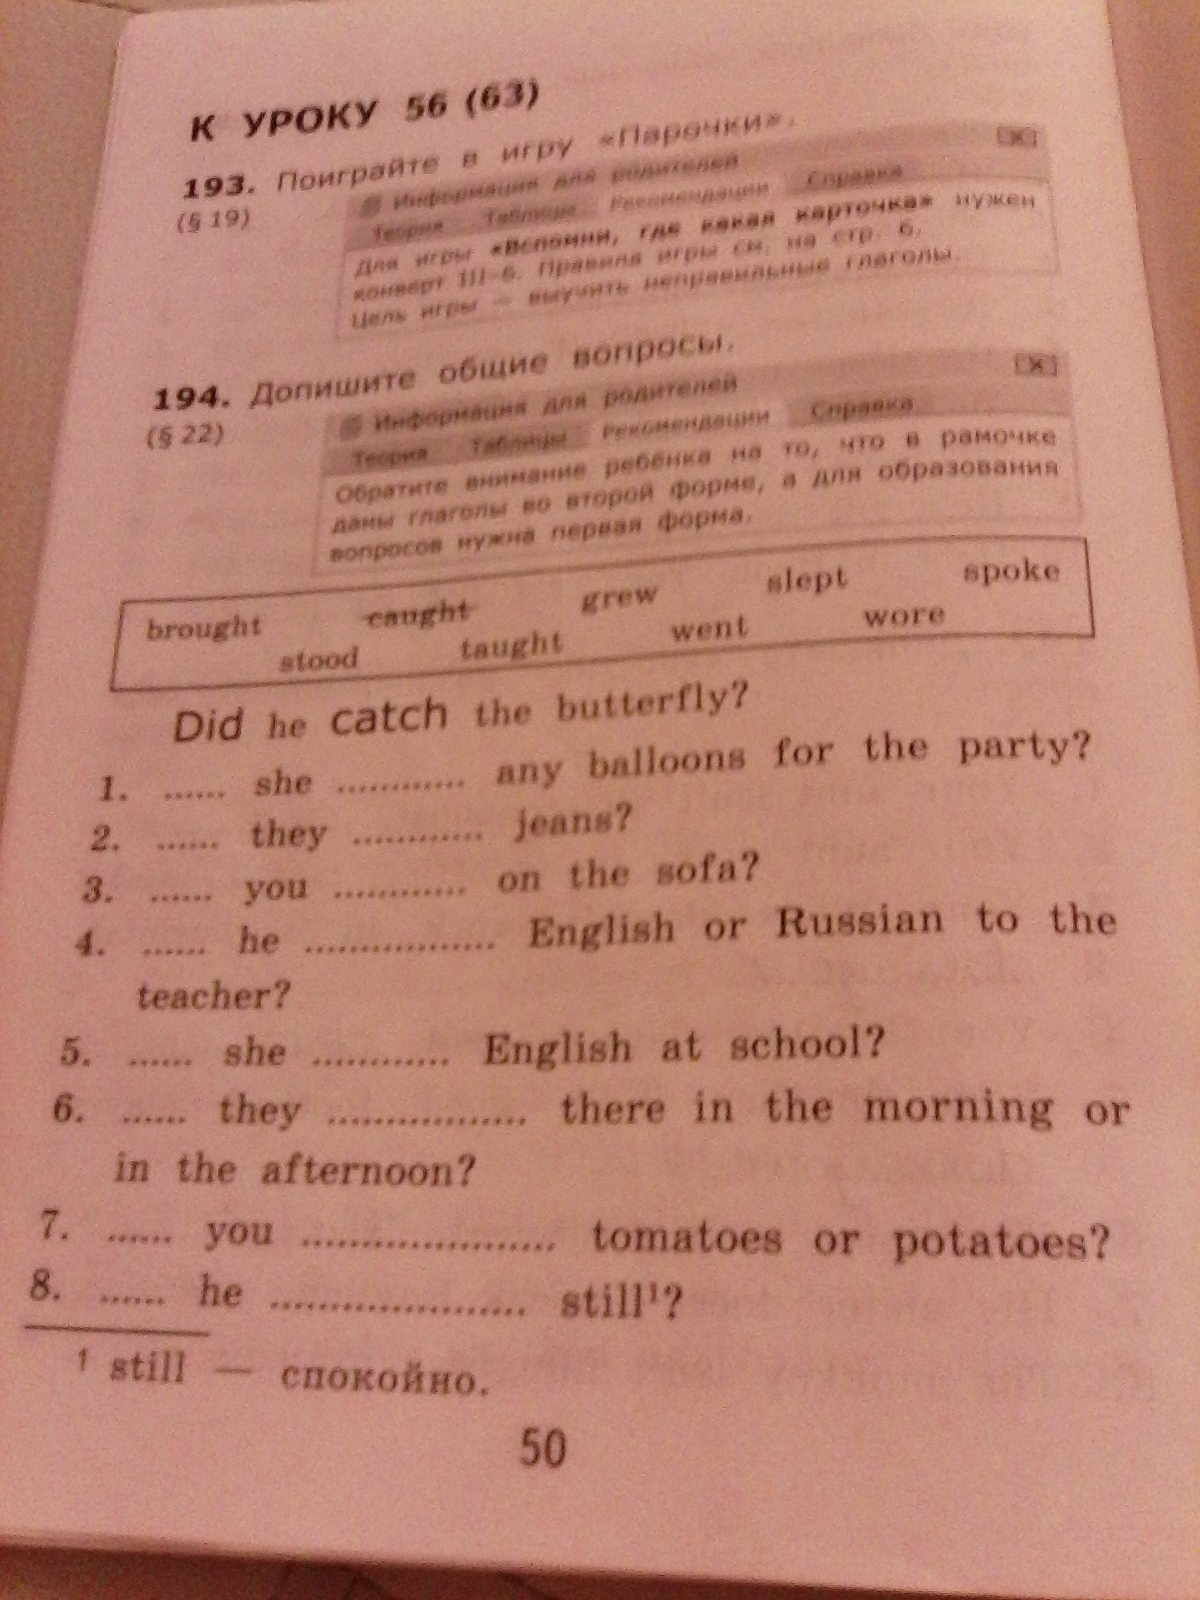 К УРОКУ 56 (63)
193. Поиграйте в игру «Парочки».
(§ 19)
Информация для родителей
Теория Таблицы Рекомендации Справка
Для игры «Вспомни, где какая карточка» нужен
конверт III–6. Правила игры см. на стр. 6.
Цель игры — выучить неправильные глаголы.
194. Допишите общие вопросы.
(§ 22)
Информация для родителей
Теория Таблицы Рекомендации Справка
Обратите внимание ребёнка на то, что в рамочке
даны глаголы во второй форме, а для образования
вопросов нужна первая форма.
brought caught grew slept spoke
stood taught went wore
Did he catch the butterfly?
1. ...... she ............ any balloons for the party?
2. ...... they ............ jeans?
3. ...... you ............ on the sofa?
4. ...... he ................. English or Russian to the
teacher?
5. ...... she ............ English at school?
6. ...... they ................. there in the morning or
in the afternoon?
7. ...... you ...................... tomatoes or potatoes?
8. ...... he ...................... still¹?
¹ still — спокойно.
50